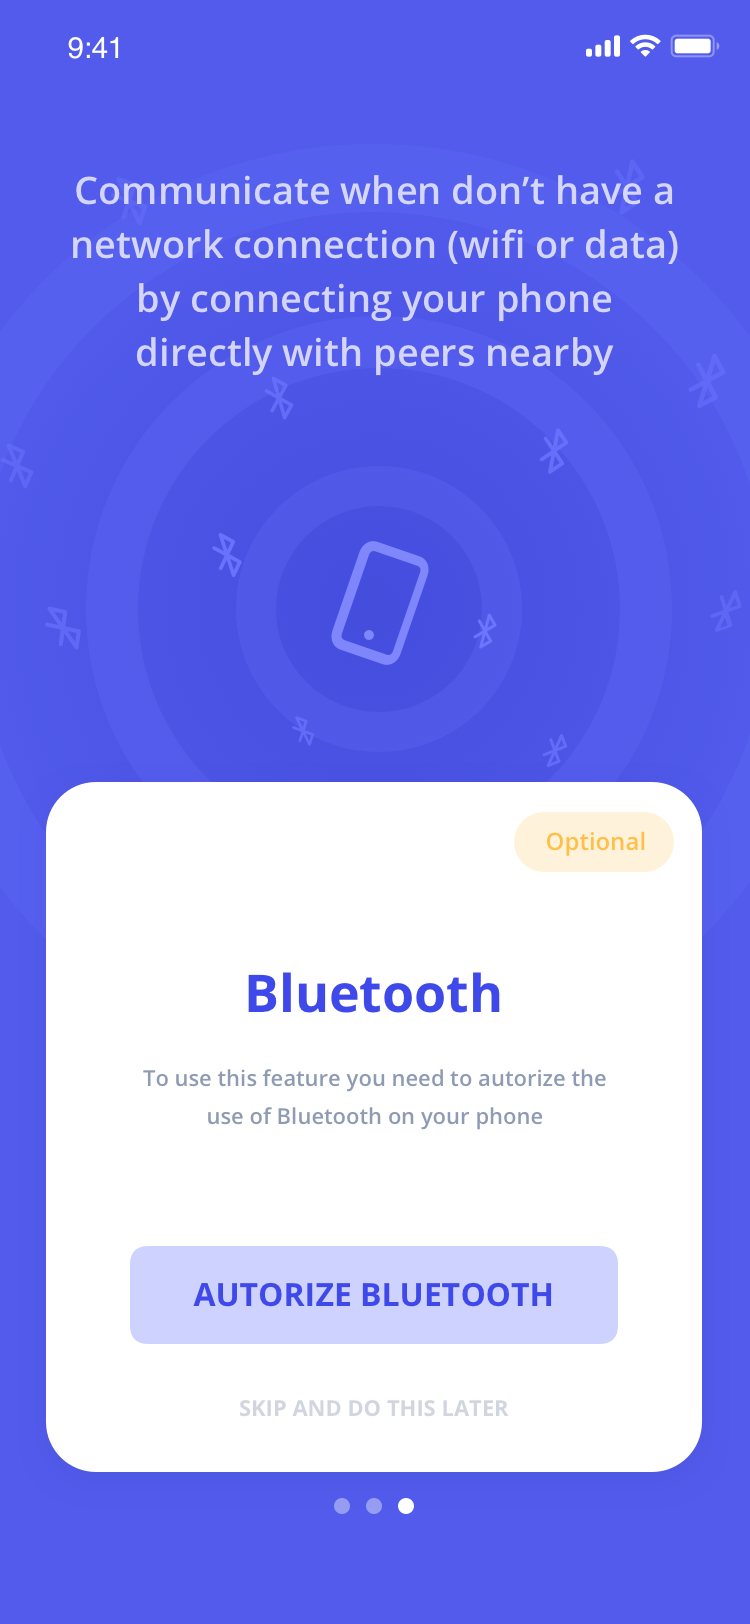 9:41
Communicate when don’t have a
network connection (wifi or data)
by connecting your phone
directly with peers nearby
Optional
Bluetooth
To use this feature you need to autorize the
use of Bluetooth on your phone
AUTORIZE BLUETOOTH
SKIP AND DO THIS LATER